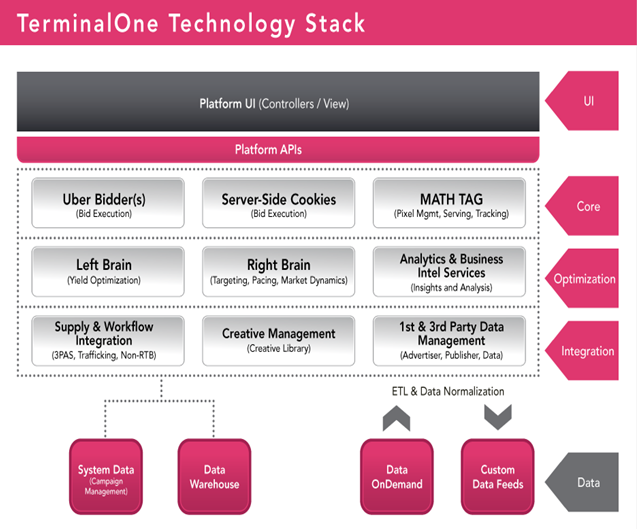 TerminalOne Technology Stack
Platform UI (Controllers / View)
UI
Platform APIs
Uber Bidder(s)
(Bid Execution)
Server-Side Cookies
(Bid Execution)
MATH TAG
(Pixel Mgmt, Serving, Tracking)
Core
Left Brain
(Yield Optimization)
Right Brain
(Targeting, Pacing, Market Dynamics)
Analytics & Business
Intel Services
(Insights and Analysis)
Optimization
Supply & Workflow
Integration
(3PAS, Trafficking, Non-RTB)
Creative Management
(Creative Library)
1st & 3rd Party Data
Management
(Advertiser, Publisher, Data)
Integration
ETL & Data Normalization
System Data
(Campaign
Management)
Data
Warehouse
Data
OnDemand
Custom
Data Feeds
Data